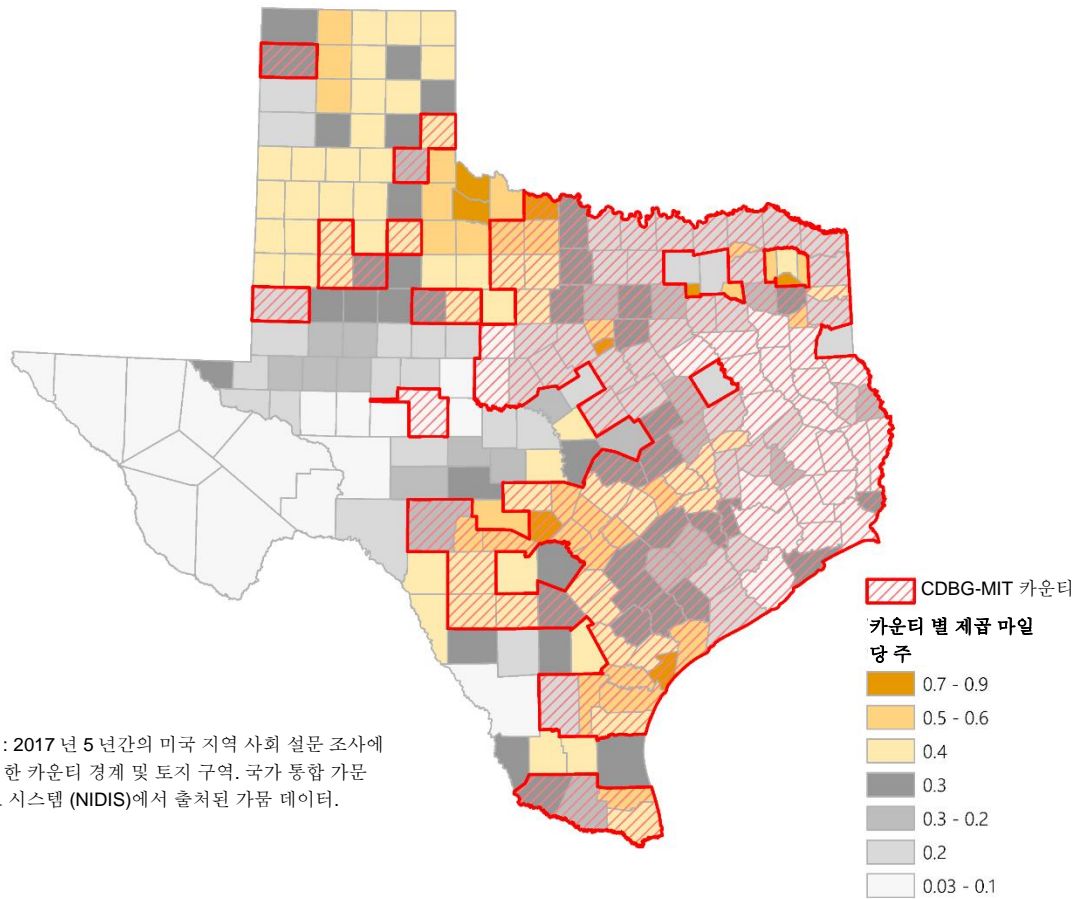 CDBG-MIT 카운티
카운티 별 제곱 마일
당 주
0.7 - 0.9
0.5 - 0.6
0.4
0.3
0.3 - 0.2
0.2
0.03 - 0.1
: 2017 년 5 년간의 미국 지역 사회 설문 조사에
한 카운티 경계 및 토지 구역. 국가 통합 가문
시스템 (NIDIS)에서 출처된 가뭄 데이터.